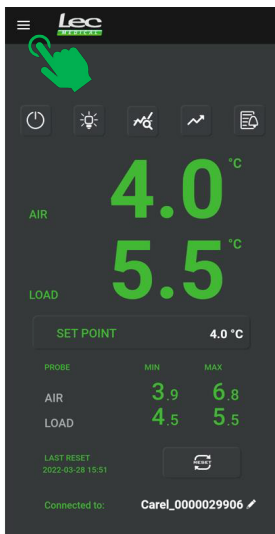 Lec
MEDICAL
4.0 °C
AIR
5.5 °C
LOAD
SET POINT 4.0 °C
PROBE MIN MAX
AIR 3.9 6.8
LOAD 4.5 5.5
LAST RESET
2022-03-28 15:51
RESET
Connected to: Carel_0000029906